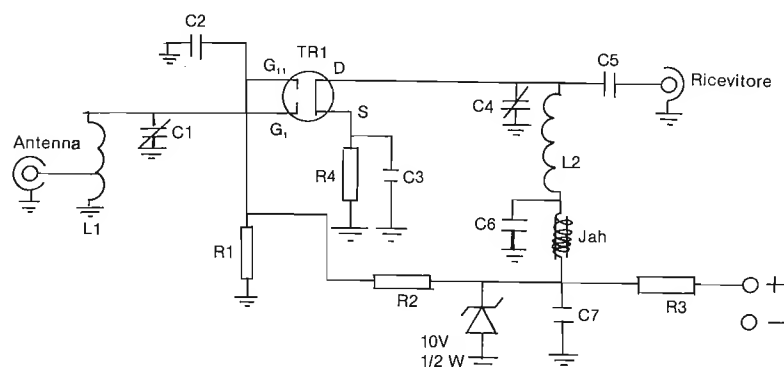 C2
TR1
G11
D
C5
Ricevitore
C4
S
C1
G1
Antenna
L2
R4
C3
L1
C6
Jah
R1
R2
R3
+
C7
−
10V
1/2 W